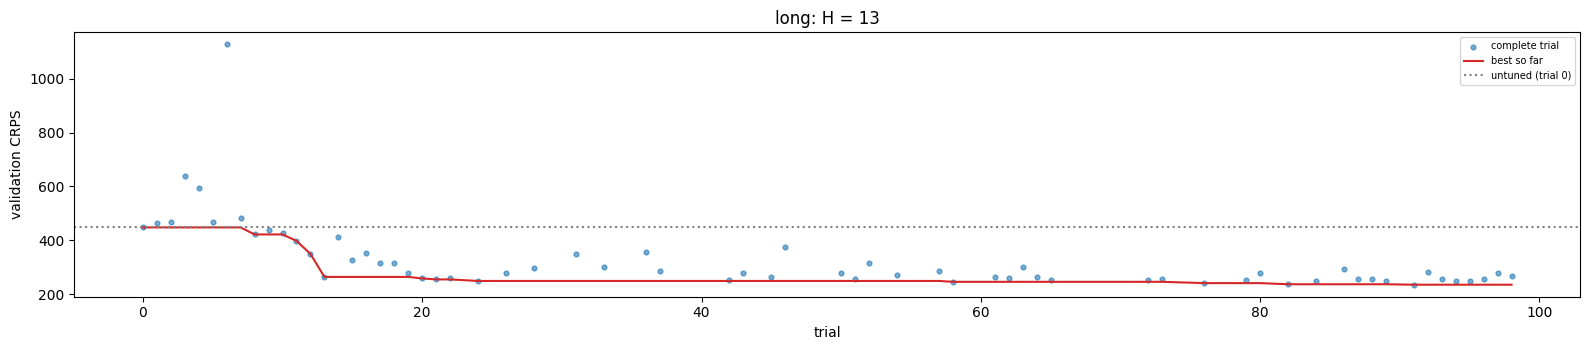 long: H = 13
complete trial
best so far
untuned (trial 0)
validation CRPS
1000
800
600
400
200
0
20
40
60
80
100
trial